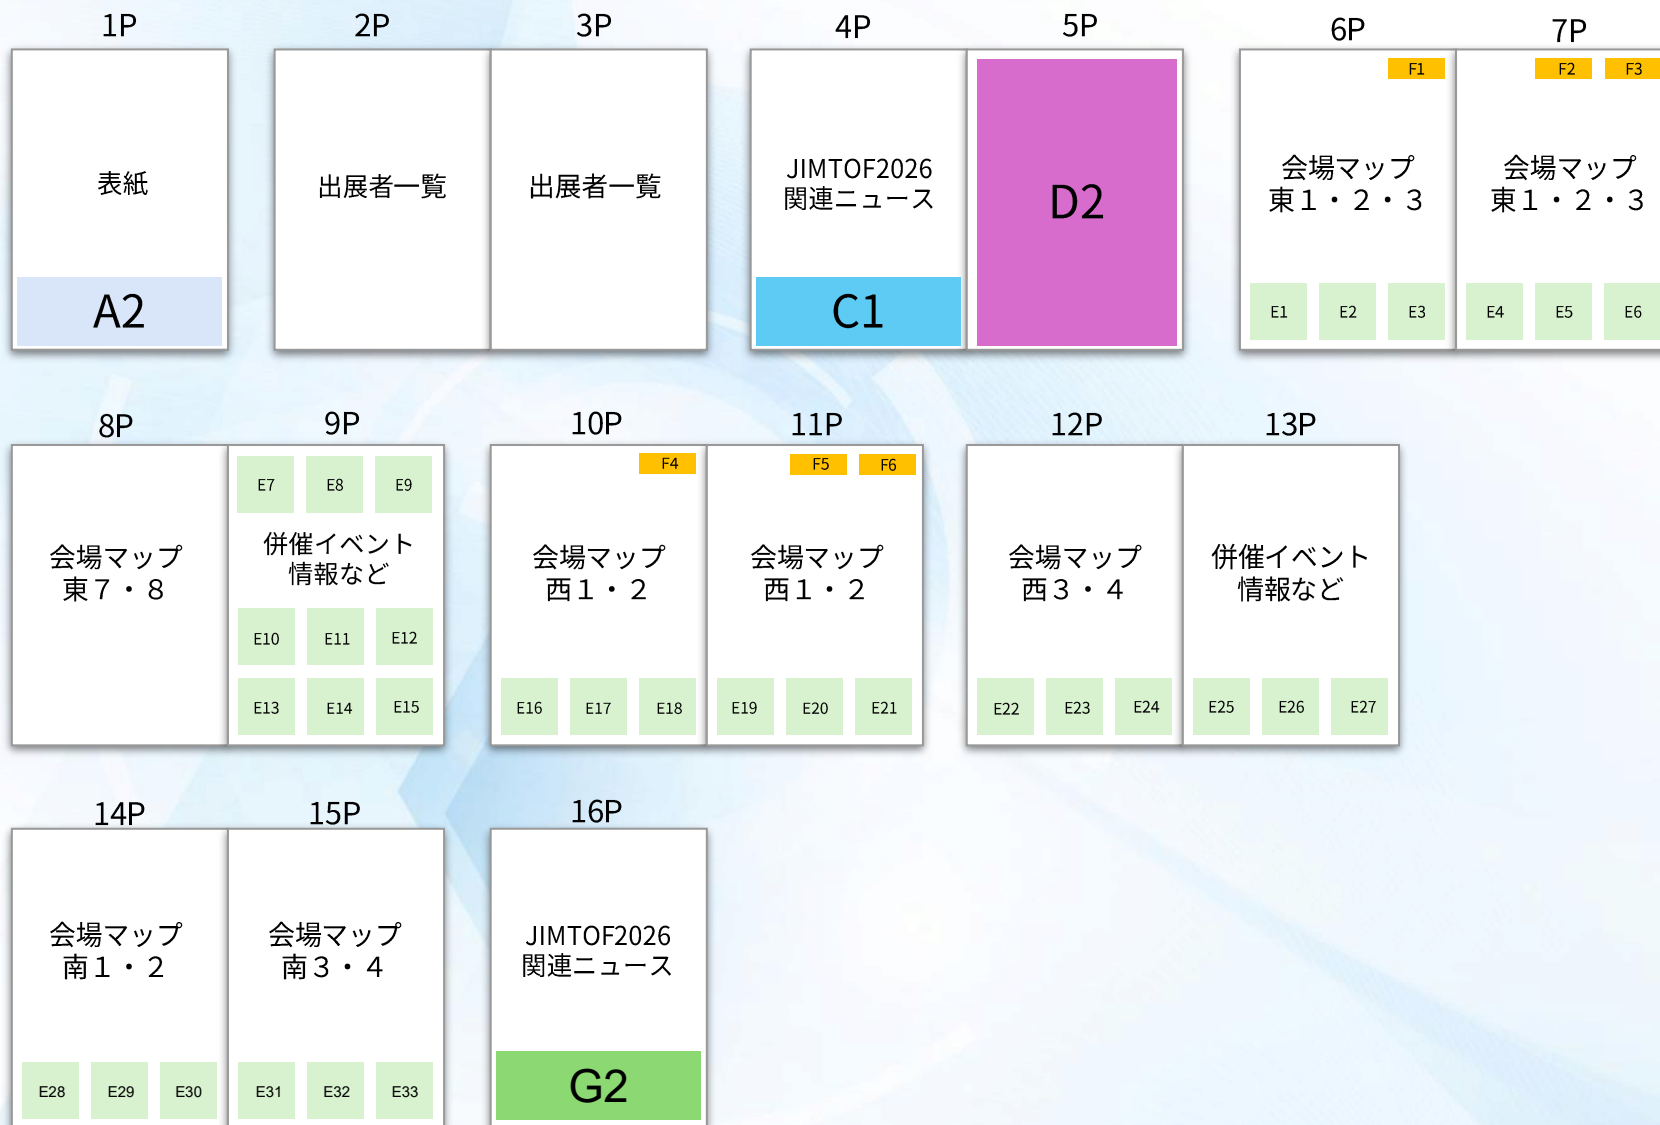 1P
2P
3P
4P
5P
6P
7P
表紙
A2
出展者一覧
出展者一覧
JIMTOF2026
関連ニュース
C1
D2
F1
会場マップ
東１・２・３
E1
E2
E3
F2
F3
会場マップ
東１・２・３
E4
E5
E6
8P
9P
10P
11P
12P
13P
会場マップ
東７・８
E7
E8
E9
併催イベント
情報など
E10
E11
E12
E13
E14
E15
F4
会場マップ
西１・２
E16
E17
E18
F5
F6
会場マップ
西１・２
E19
E20
E21
会場マップ
西３・４
E22
E23
E24
併催イベント
情報など
E25
E26
E27
14P
15P
16P
会場マップ
南１・２
E28
E29
E30
会場マップ
南３・４
E31
E32
E33
JIMTOF2026
関連ニュース
G2